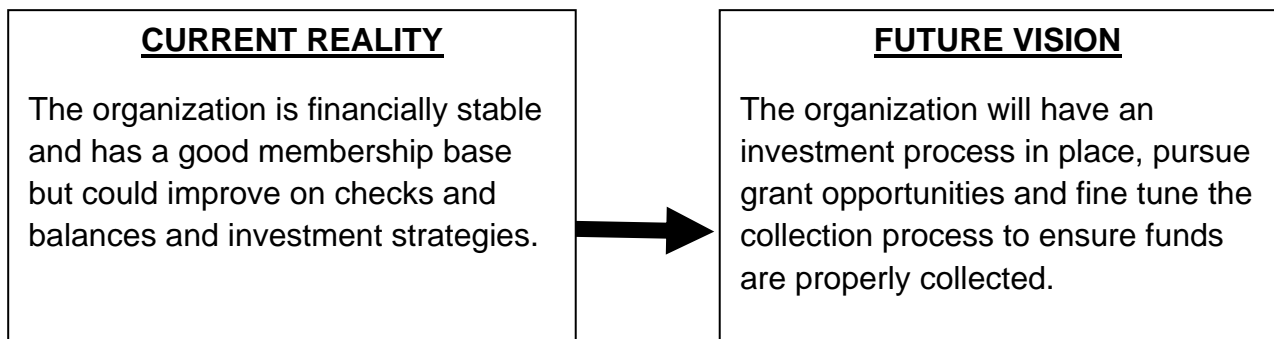 CURRENT REALITY
The organization is financially stable
and has a good membership base
but could improve on checks and
balances and investment strategies.
FUTURE VISION
The organization will have an
investment process in place, pursue
grant opportunities and fine tune the
collection process to ensure funds
are properly collected.